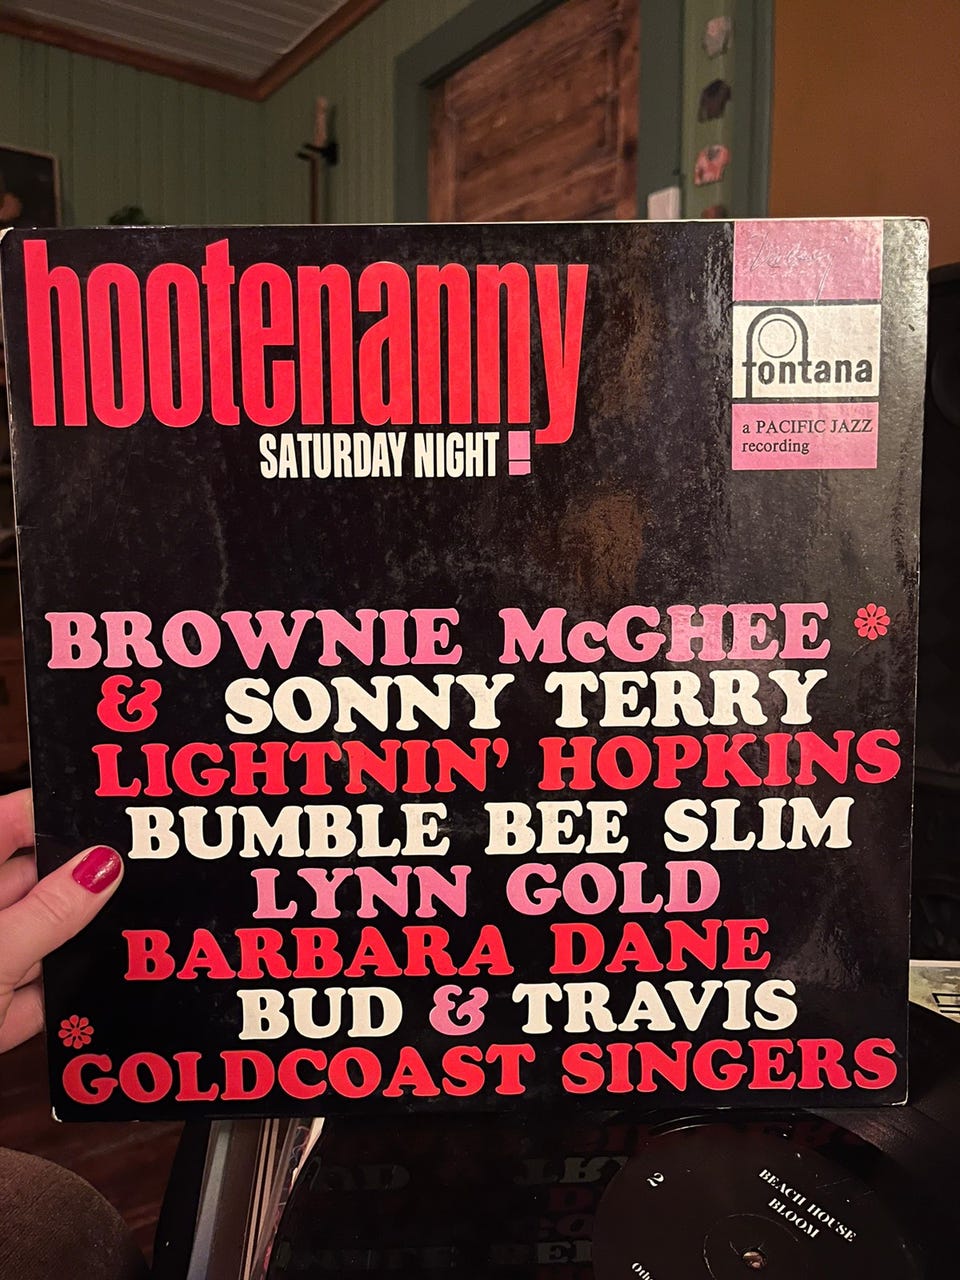 hootenanny
SATURDAY NIGHT !
fontana
a PACIFIC JAZZ
recording
BROWNIE McGHEE
& SONNY TERRY
LIGHTNIN' HOPKINS
BUMBLE BEE SLIM
LYNN GOLD
BARBARA DANE
BUD & TRAVIS
GOLDCOAST SINGERS
2
BEACH HOUSE
BLOOM